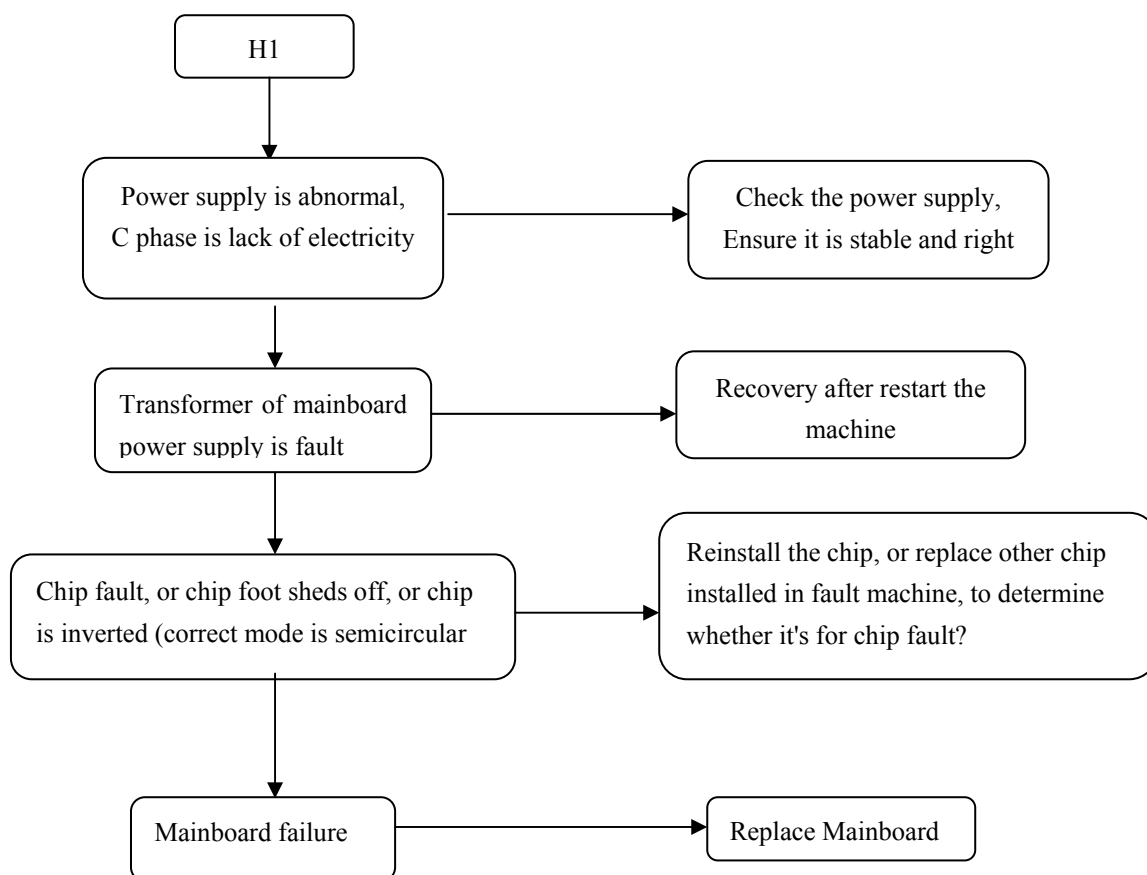 H1
Power supply is abnormal,
C phase is lack of electricity
Check the power supply,
Ensure it is stable and right
Transformer of mainboard
power supply is fault
Recovery after restart the
machine
Chip fault, or chip foot sheds off, or chip
is inverted (correct mode is semicircular
Reinstall the chip, or replace other chip
installed in fault machine, to determine
whether it's for chip fault?
Mainboard failure
Replace Mainboard